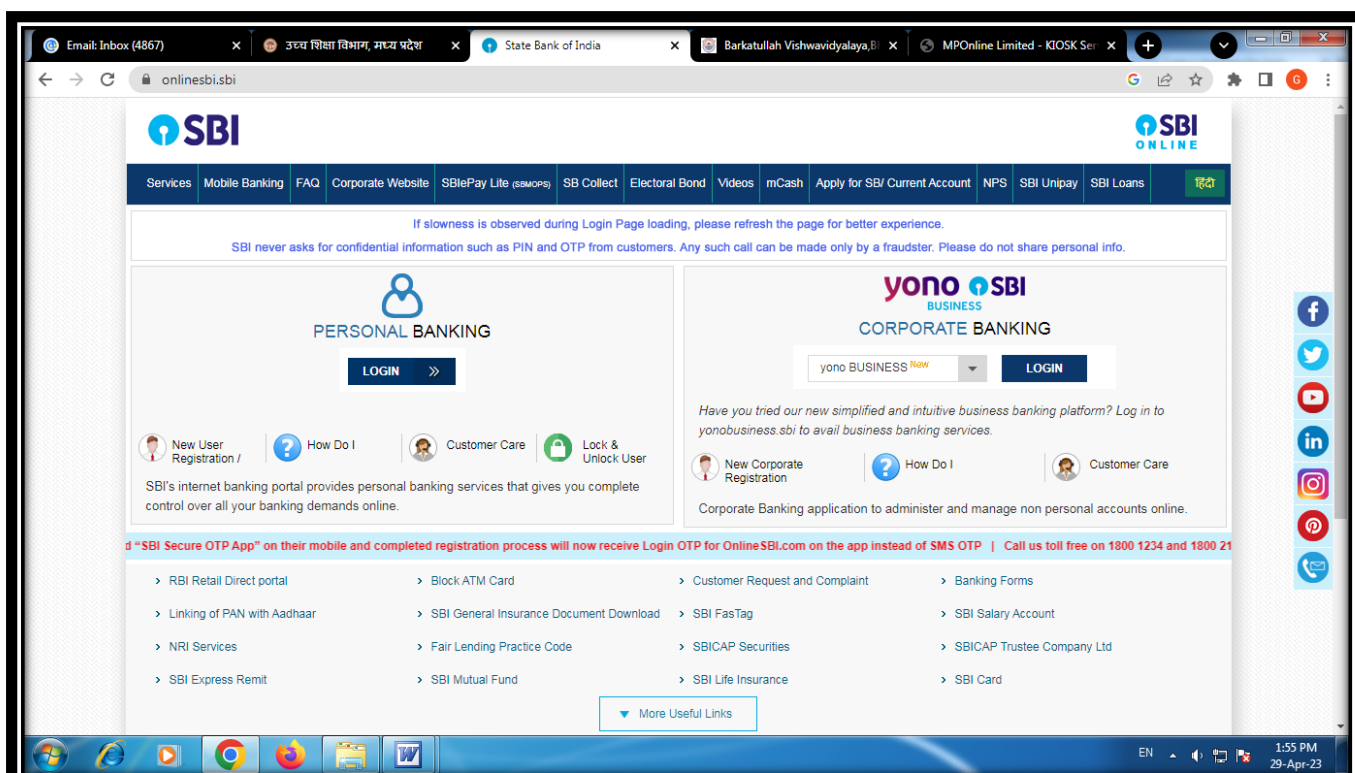 Email: Inbox (4867)
उच्च शिक्षा विभाग, मध्य प्रदेश
State Bank of India
Barkatullah Vishwavidyalaya,B
MPOnline Limited - KIOSK Ser
onlinesbi.sbi
G
SBI
SBI
ONLINE
Services Mobile Banking FAQ Corporate Website SBIePay Lite (SBMOPS) SB Collect Electoral Bond Videos mCash Apply for SB/ Current Account NPS SBI Unipay SBI Loans हिंदी
If slowness is observed during Login Page loading, please refresh the page for better experience.
SBI never asks for confidential information such as PIN and OTP from customers. Any such call can be made only by a fraudster. Please do not share personal info.
PERSONAL BANKING
LOGIN
New User
Registration /
How Do I
Customer Care
Lock &
Unlock User
SBI's internet banking portal provides personal banking services that gives you complete
control over all your banking demands online.
yono SBI
BUSINESS
CORPORATE BANKING
yono BUSINESS New
LOGIN
Have you tried our new simplified and intuitive business banking platform? Log in to
yonobusiness.sbi to avail business banking services.
New Corporate
Registration
How Do I
Customer Care
Corporate Banking application to administer and manage non personal accounts online.
d "SBI Secure OTP App" on their mobile and completed registration process will now receive Login OTP for OnlineSBI.com on the app instead of SMS OTP | Call us toll free on 1800 1234 and 1800 21
RBI Retail Direct portal
Block ATM Card
Customer Request and Complaint
Banking Forms
Linking of PAN with Aadhaar
SBI General Insurance Document Download
SBI FasTag
SBI Salary Account
NRI Services
Fair Lending Practice Code
SBICAP Securities
SBICAP Trustee Company Ltd
SBI Express Remit
SBI Mutual Fund
SBI Life Insurance
SBI Card
More Useful Links
EN
1:55 PM
29-Apr-23